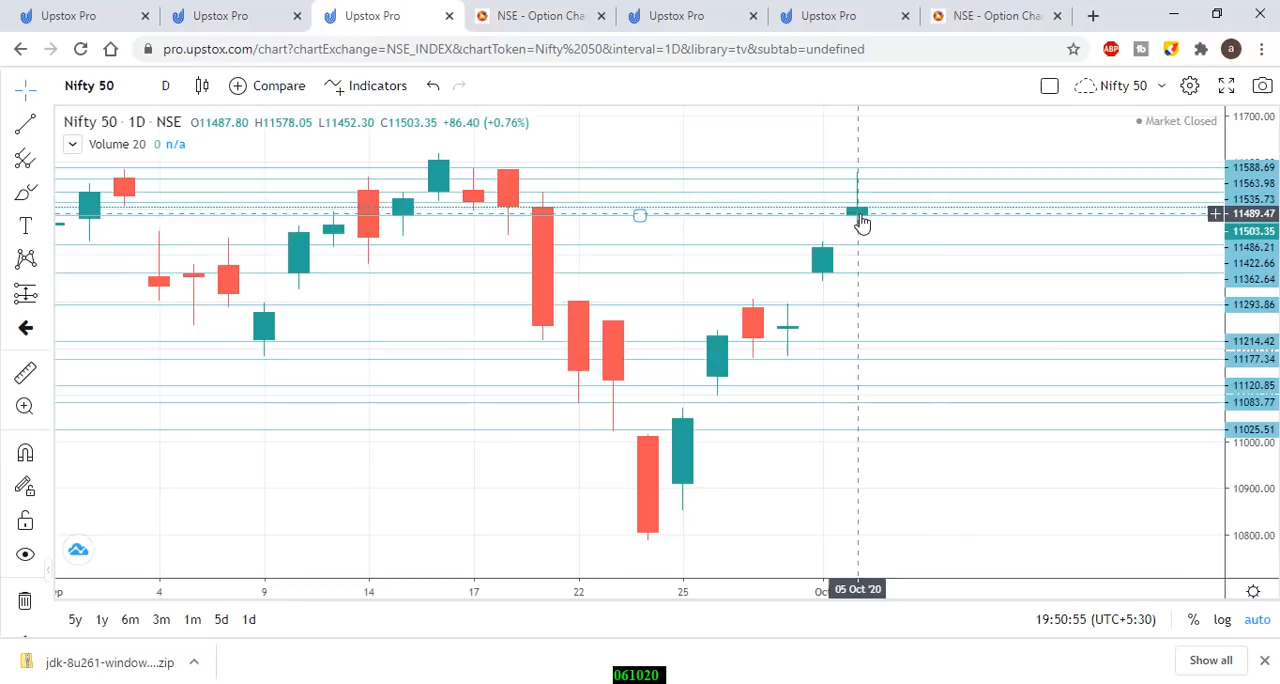 Upstox Pro
Upstox Pro
Upstox Pro
NSE - Option Cha
Upstox Pro
Upstox Pro
NSE - Option Cha
pro.upstox.com/chart?chartExchange=NSE_INDEX&chartToken=Nifty%2050&interval=1D&library=tv&subtab=undefined
ABP
a
Nifty 50
D
Compare
Indicators
Nifty 50
Nifty 50 · 1D · NSE
O11487.80 H11578.05 L11452.30 C11503.35 +86.40 (+0.76%)
Market Closed
Volume 20 0 n/a
11700.00
11588.69
11563.98
11535.73
11489.47
11503.35
11486.21
11422.66
11362.64
11293.86
11214.42
11177.34
11120.85
11083.77
11025.51
11000.00
10900.00
10800.00
4
9
14
17
22
25
05 Oct '20
5y 1y 6m 3m 1m 5d 1d
19:50:55 (UTC+5:30)
% log auto
jdk-8u261-window....zip
Show all
061020